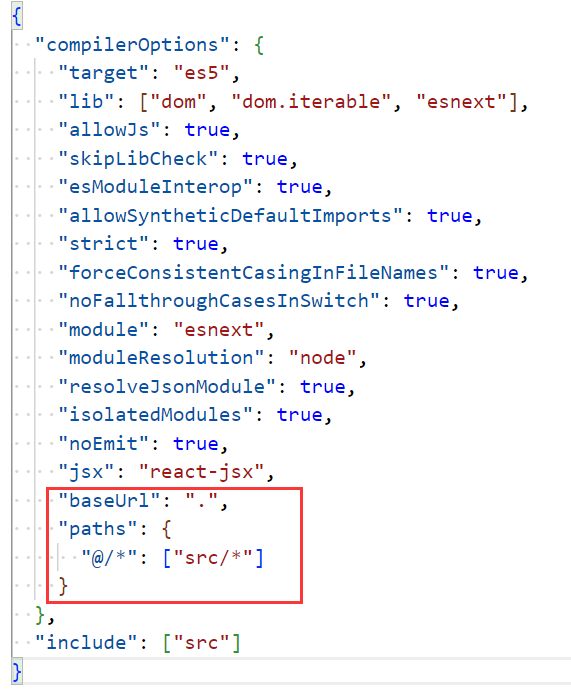 {
"compilerOptions": {
"target": "es5",
"lib": ["dom", "dom.iterable", "esnext"],
"allowJs": true,
"skipLibCheck": true,
"esModuleInterop": true,
"allowSyntheticDefaultImports": true,
"strict": true,
"forceConsistentCasingInFileNames": true,
"noFallthroughCasesInSwitch": true,
"module": "esnext",
"moduleResolution": "node",
"resolveJsonModule": true,
"isolatedModules": true,
"noEmit": true,
"jsx": "react-jsx",
"baseUrl": ".",
"paths": {
"@/*": ["src/*"]
}
},
"include": ["src"]
}